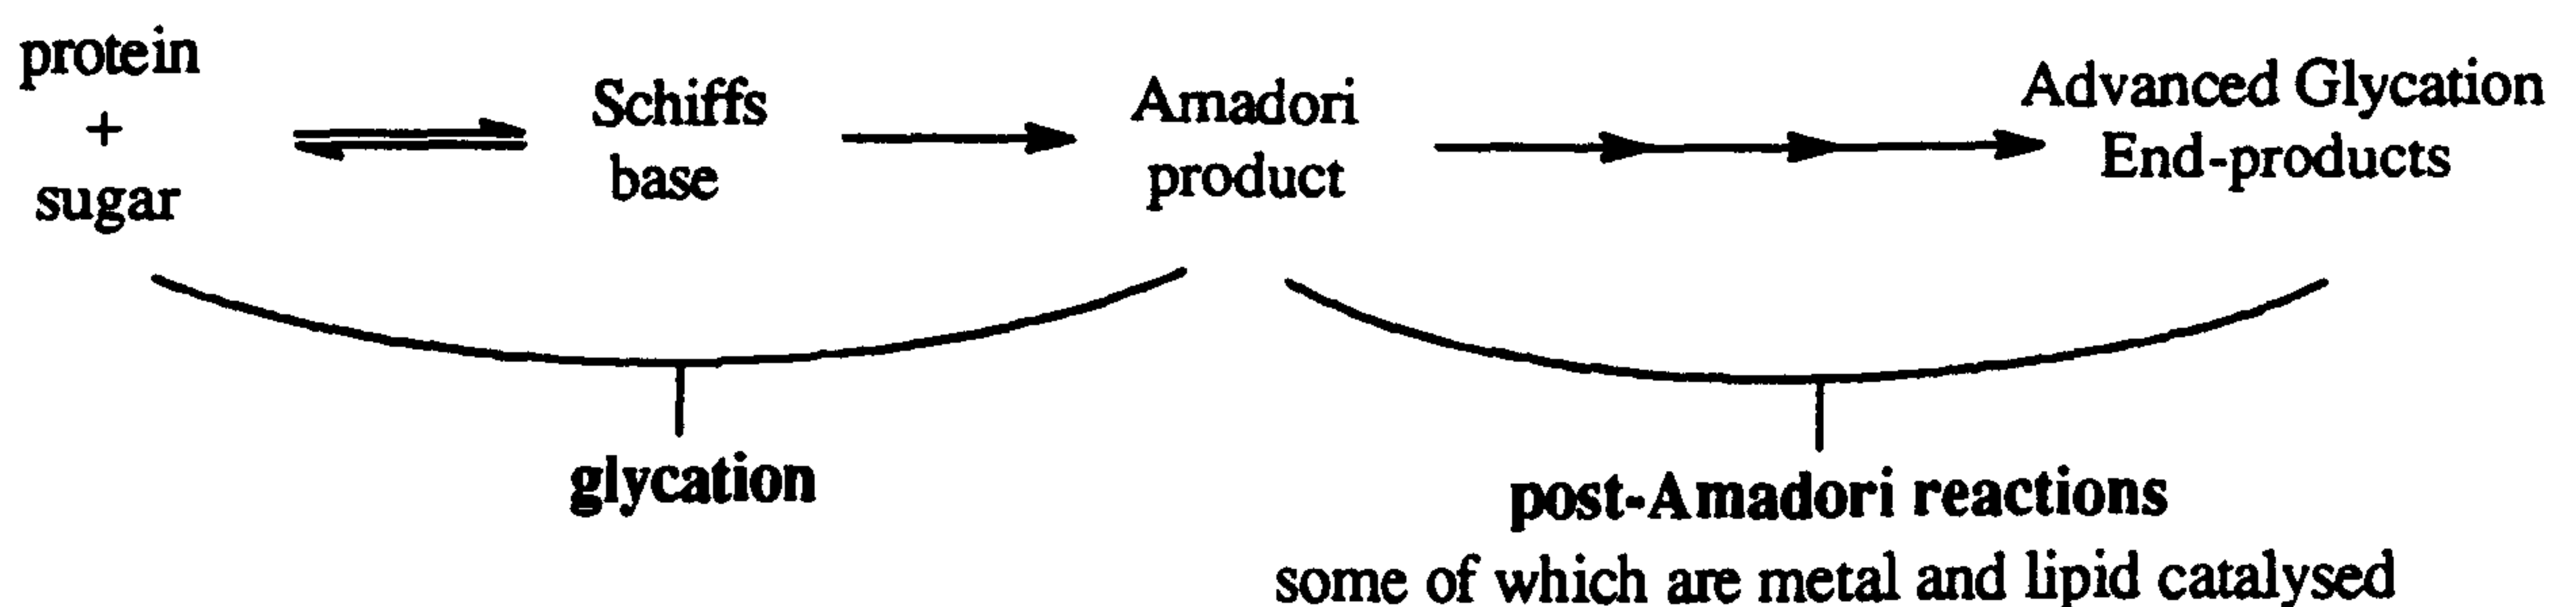 protein
+
sugar
Schiffs
base
Amadori
product
Advanced Glycation
End-products
glycation
post-Amadori reactions
some of which are metal and lipid catalysed